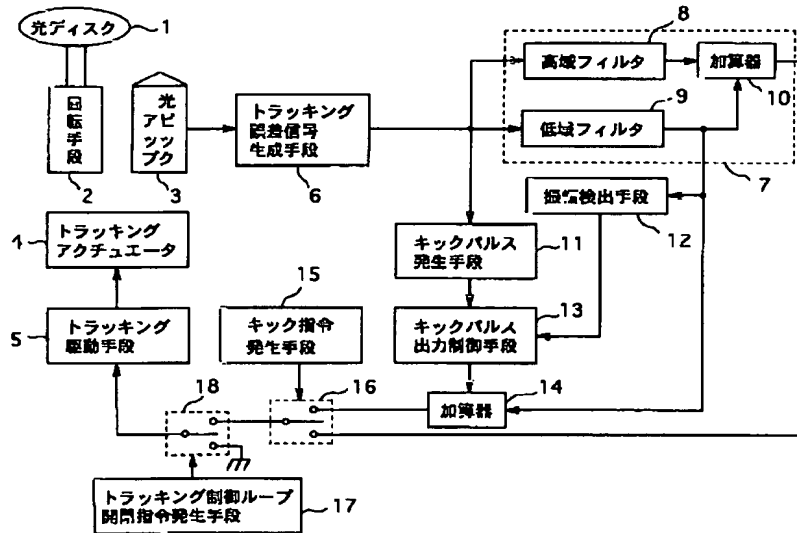 光ディスク
1
回転手段
2
光
アピ
ッッ
プク
3
トラッキング
誤差信号
生成手段
6
8
高域フィルタ
加算器
10
9
低域フィルタ
7
振幅検出手段
12
4
トラッキング
アクチュエータ
キックパルス
発生手段
11
15
キック指令
発生手段
13
キックパルス
出力制御手段
5
トラッキング
駆動手段
18
16
加算器
14
トラッキング制御ループ
開閉指令発生手段
17